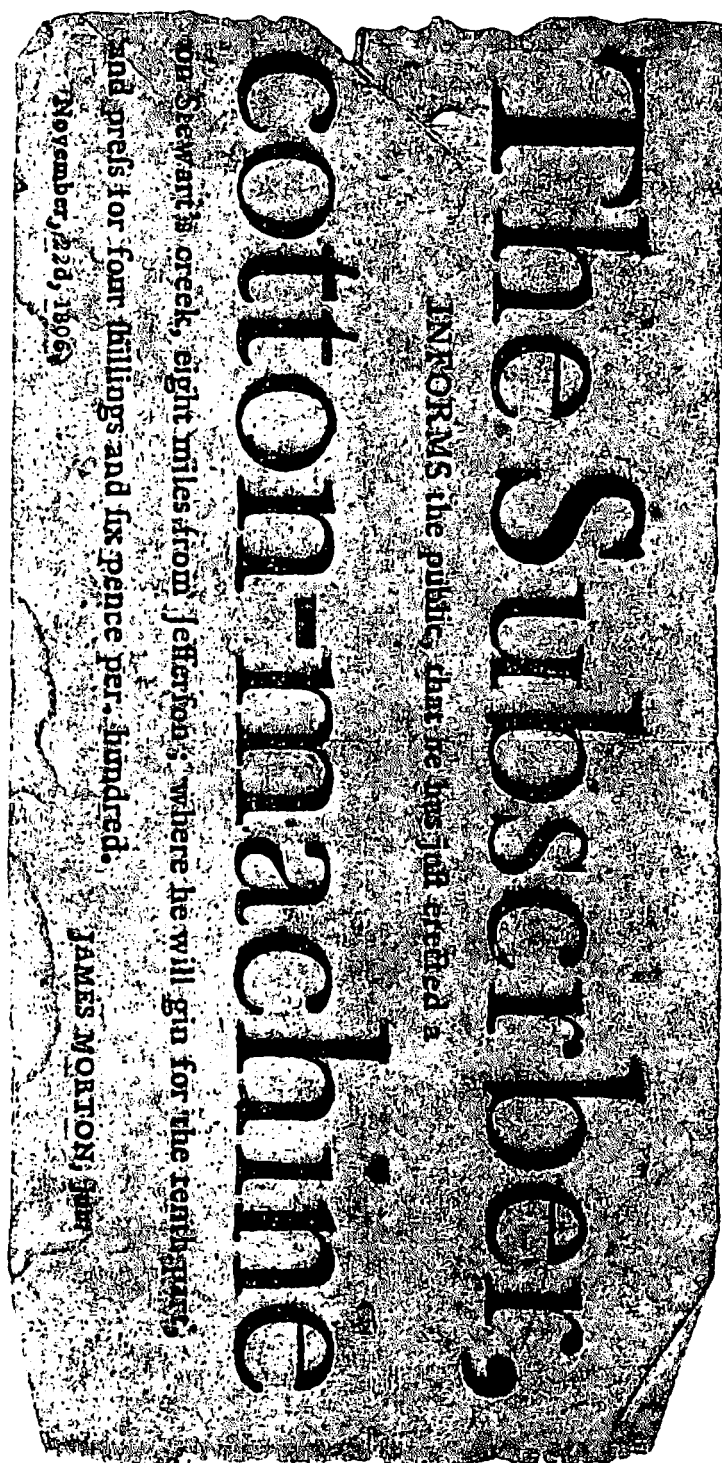 The Subscrber,
INFORMS the public, that he has juſt erected a
cotton-machine
on Stewart's creek, eight miles from Jefferſon; where he will gin for the tenth part,
and preſs for four ſhillings and ſix pence per. hundred.
JAMES MORTON, jun
November, 22d, 1806